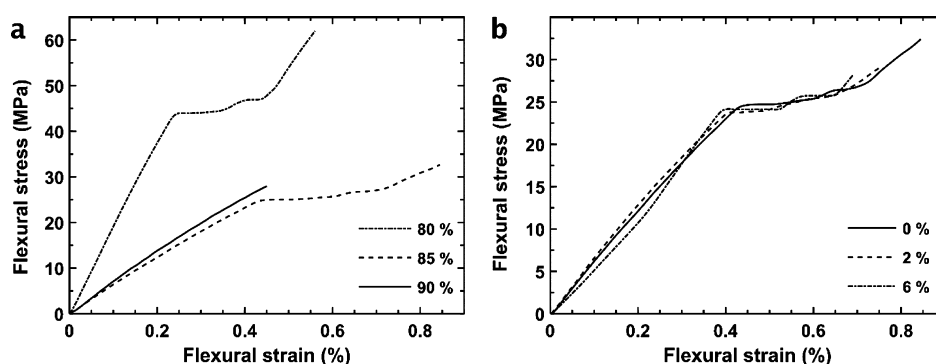 a
60
50
40
30
20
10
0
Flexural stress (MPa)
80 %
85 %
90 %
0 0.2 0.4 0.6 0.8
Flexural strain (%)
b
30
25
20
15
10
5
0
Flexural stress (MPa)
0 %
2 %
6 %
0 0.2 0.4 0.6 0.8
Flexural strain (%)